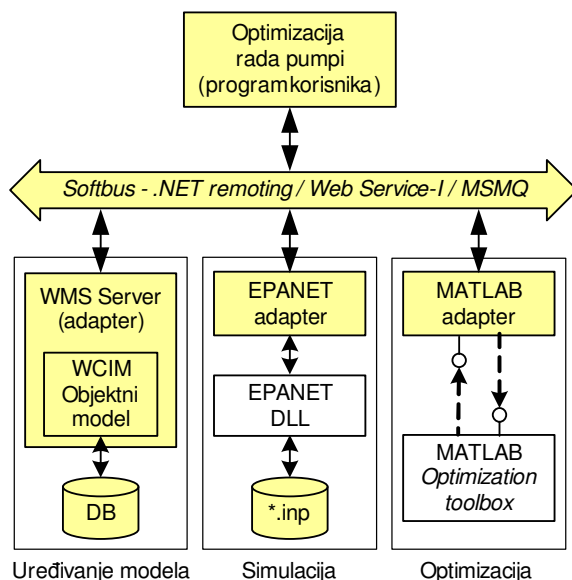 Optimizacija
rada pumpi
(programkorisnika)
Softbus - .NET remoting / Web Service-I / MSMQ
WMS Server
(adapter)
WCIM
Objektni
model
DB
EPANET
adapter
EPANET
DLL
*.inp
MATLAB
adapter
MATLAB
Optimization
toolbox
Uređivanje modela
Simulacija
Optimizacija